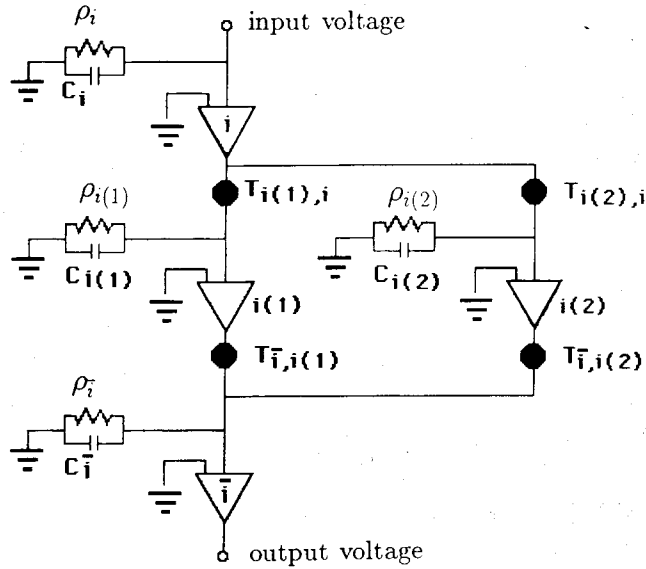 ρi
input voltage
Ci
i
ρi(1)
Ti(1),i
ρi(2)
Ti(2),i
Ci(1)
i(1)
Ci(2)
i(2)
Tī,i(1)
Tī,i(2)
ρī
Cī
ī
output voltage